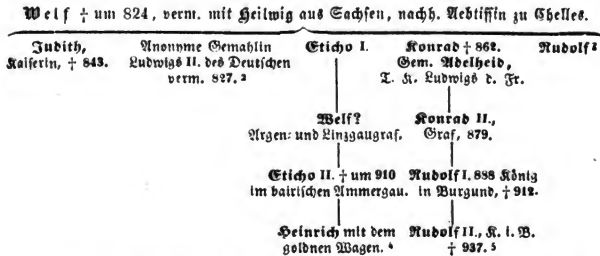 Welf † um 824, verm. mit Heilwig aus Sachsen, nachh. Aebtissin zu Chelles.
Judith, Anonyme Gemahlin Eticho I. Konrad † 862. Rudolf ²
Kaiserin, † 843. Ludwigs II. des Deutschen Gem. Adelheid,
verm. 827. ³ T. K. Ludwigs d. Fr.
Welf? Konrad II.,
Argen- und Linzgaugraf. Graf, 879.
Eticho II. † um 910 Rudolf I. 888 König
im bairischen Ammergau. in Burgund, † 912.
Heinrich mit dem Rudolf II., K. i. B.
goldnen Wagen. ⁴ † 937. ⁵